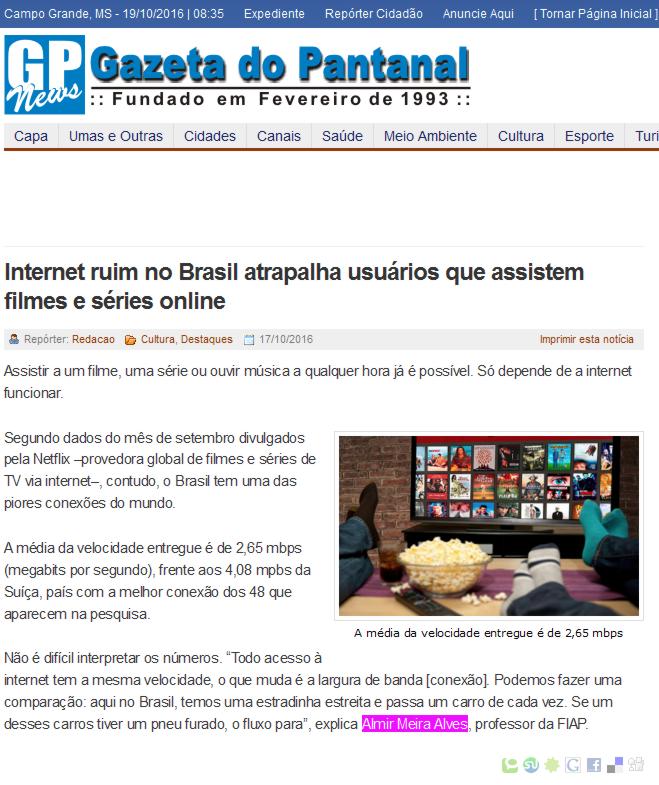 Campo Grande, MS - 19/10/2016 | 08:35 Expediente Repórter Cidadão Anuncie Aqui [ Tornar Página Inicial ]
GP
News
Gazeta do Pantanal
:: Fundado em Fevereiro de 1993 ::
Capa Umas e Outras Cidades Canais Saúde Meio Ambiente Cultura Esporte Turi
Internet ruim no Brasil atrapalha usuários que assistem
filmes e séries online
Repórter: Redacao Cultura, Destaques 17/10/2016 Imprimir esta notícia
Assistir a um filme, uma série ou ouvir música a qualquer hora já é possível. Só depende de a internet
funcionar.
Segundo dados do mês de setembro divulgados
pela Netflix –provedora global de filmes e séries de
TV via internet–, contudo, o Brasil tem uma das
piores conexões do mundo.
A média da velocidade entregue é de 2,65 mbps
(megabits por segundo), frente aos 4,08 mpbs da
Suíça, país com a melhor conexão dos 48 que
aparecem na pesquisa.
A média da velocidade entregue é de 2,65 mbps
Não é difícil interpretar os números. “Todo acesso à
internet tem a mesma velocidade, o que muda é a largura de banda [conexão]. Podemos fazer uma
comparação: aqui no Brasil, temos uma estradinha estreita e passa um carro de cada vez. Se um
desses carros tiver um pneu furado, o fluxo para”, explica Almir Meira Alves, professor da FIAP.